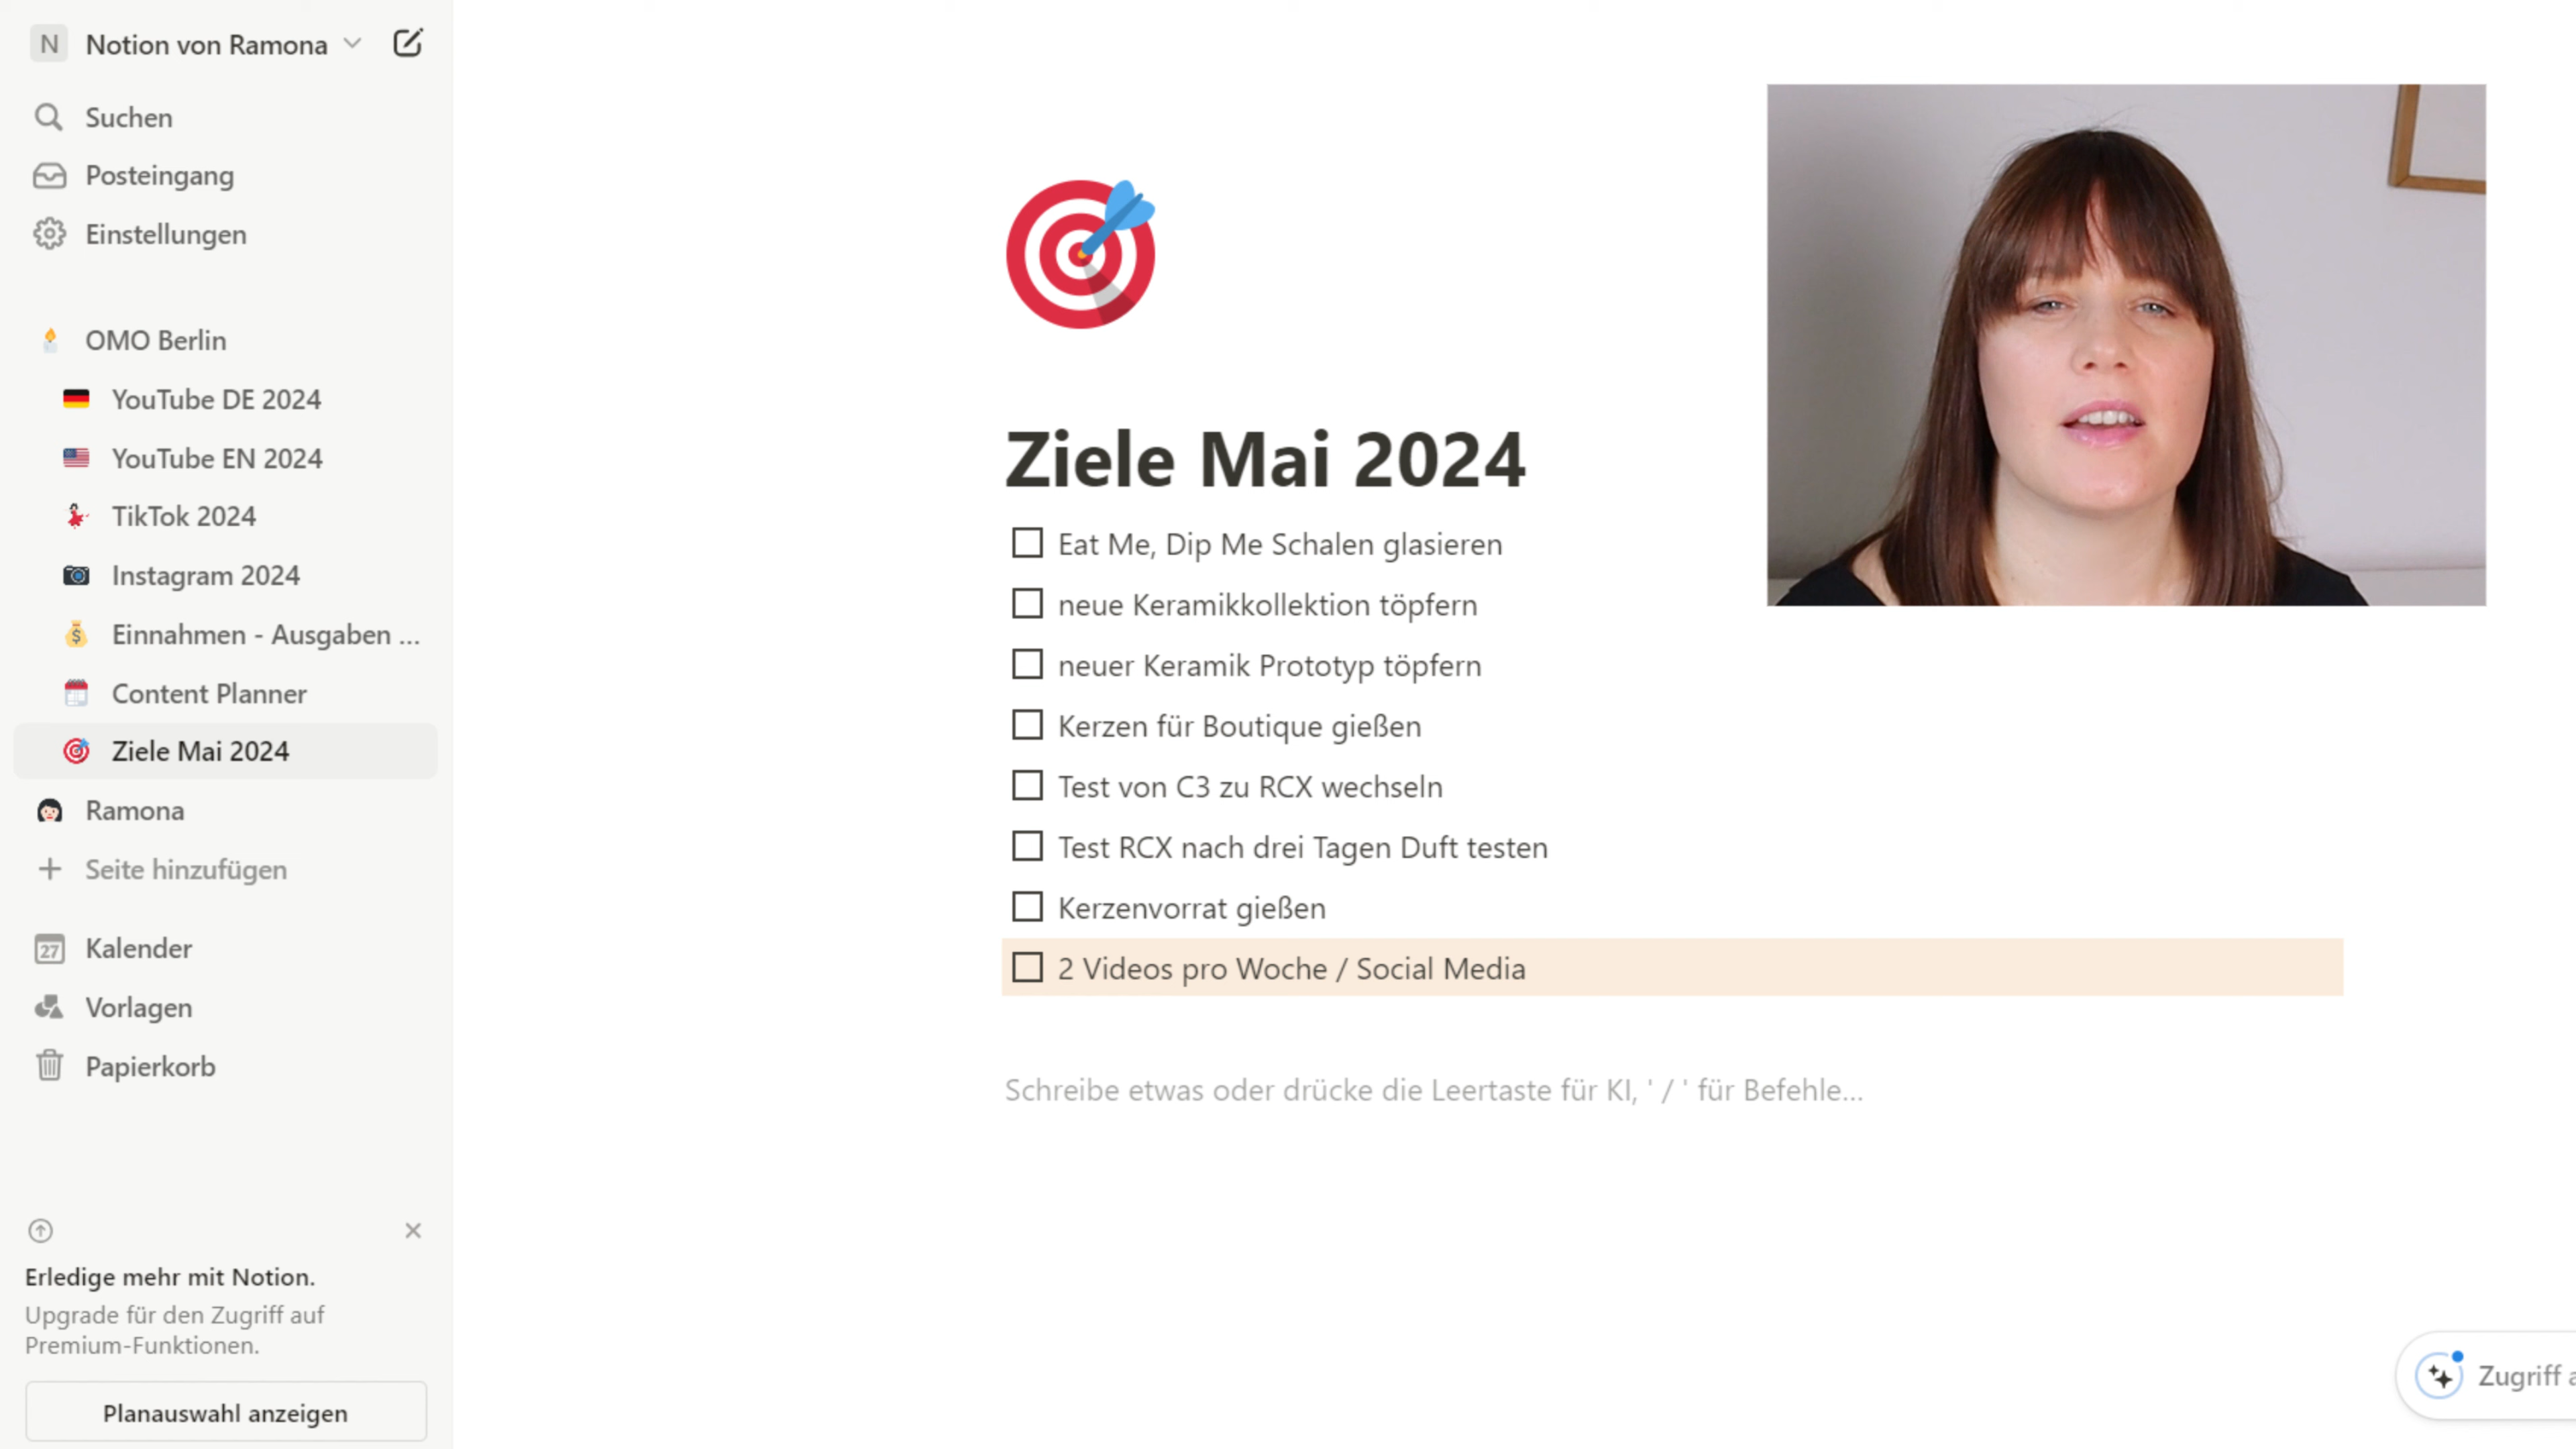 N Notion von Ramona
Suchen
Posteingang
Einstellungen
OMO Berlin
YouTube DE 2024
YouTube EN 2024
TikTok 2024
Instagram 2024
Einnahmen - Ausgaben ...
Content Planner
Ziele Mai 2024
Ramona
Seite hinzufügen
27 Kalender
Vorlagen
Papierkorb
Erledige mehr mit Notion.
Upgrade für den Zugriff auf
Premium-Funktionen.
Planauswahl anzeigen
Ziele Mai 2024
Eat Me, Dip Me Schalen glasieren
neue Keramikkollektion töpfern
neuer Keramik Prototyp töpfern
Kerzen für Boutique gießen
Test von C3 zu RCX wechseln
Test RCX nach drei Tagen Duft testen
Kerzenvorrat gießen
2 Videos pro Woche / Social Media
Schreibe etwas oder drücke die Leertaste für KI, ' / ' für Befehle...
Zugriff